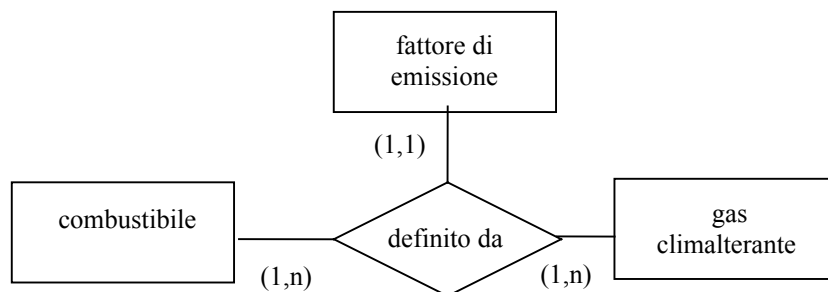 fattore di
emissione
(1,1)
combustibile
definito da
gas
climalterante
(1,n)
(1,n)